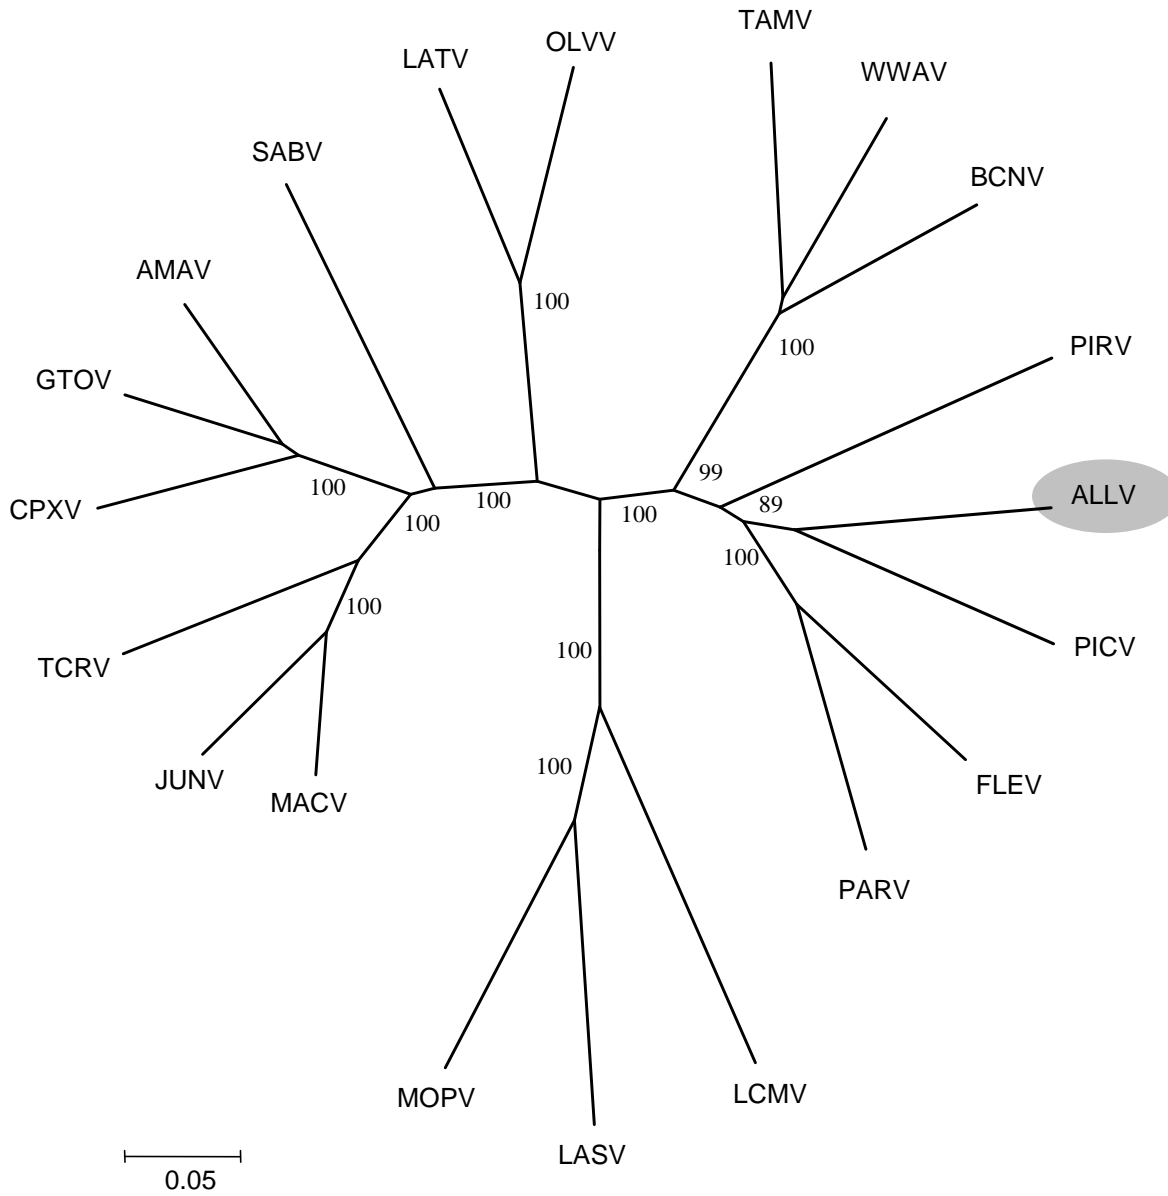 TAMV
OLVV
LATV
WWAV
SABV
BCNV
AMAV
100
PIRV
100
GTOV
99
100
ALLV
89
CPXV
100
100
100
100
100
100
100
PICV
TCRV
100
JUNV
FLEV
MACV
PARV
LCMV
MOPV
LASV
0.05